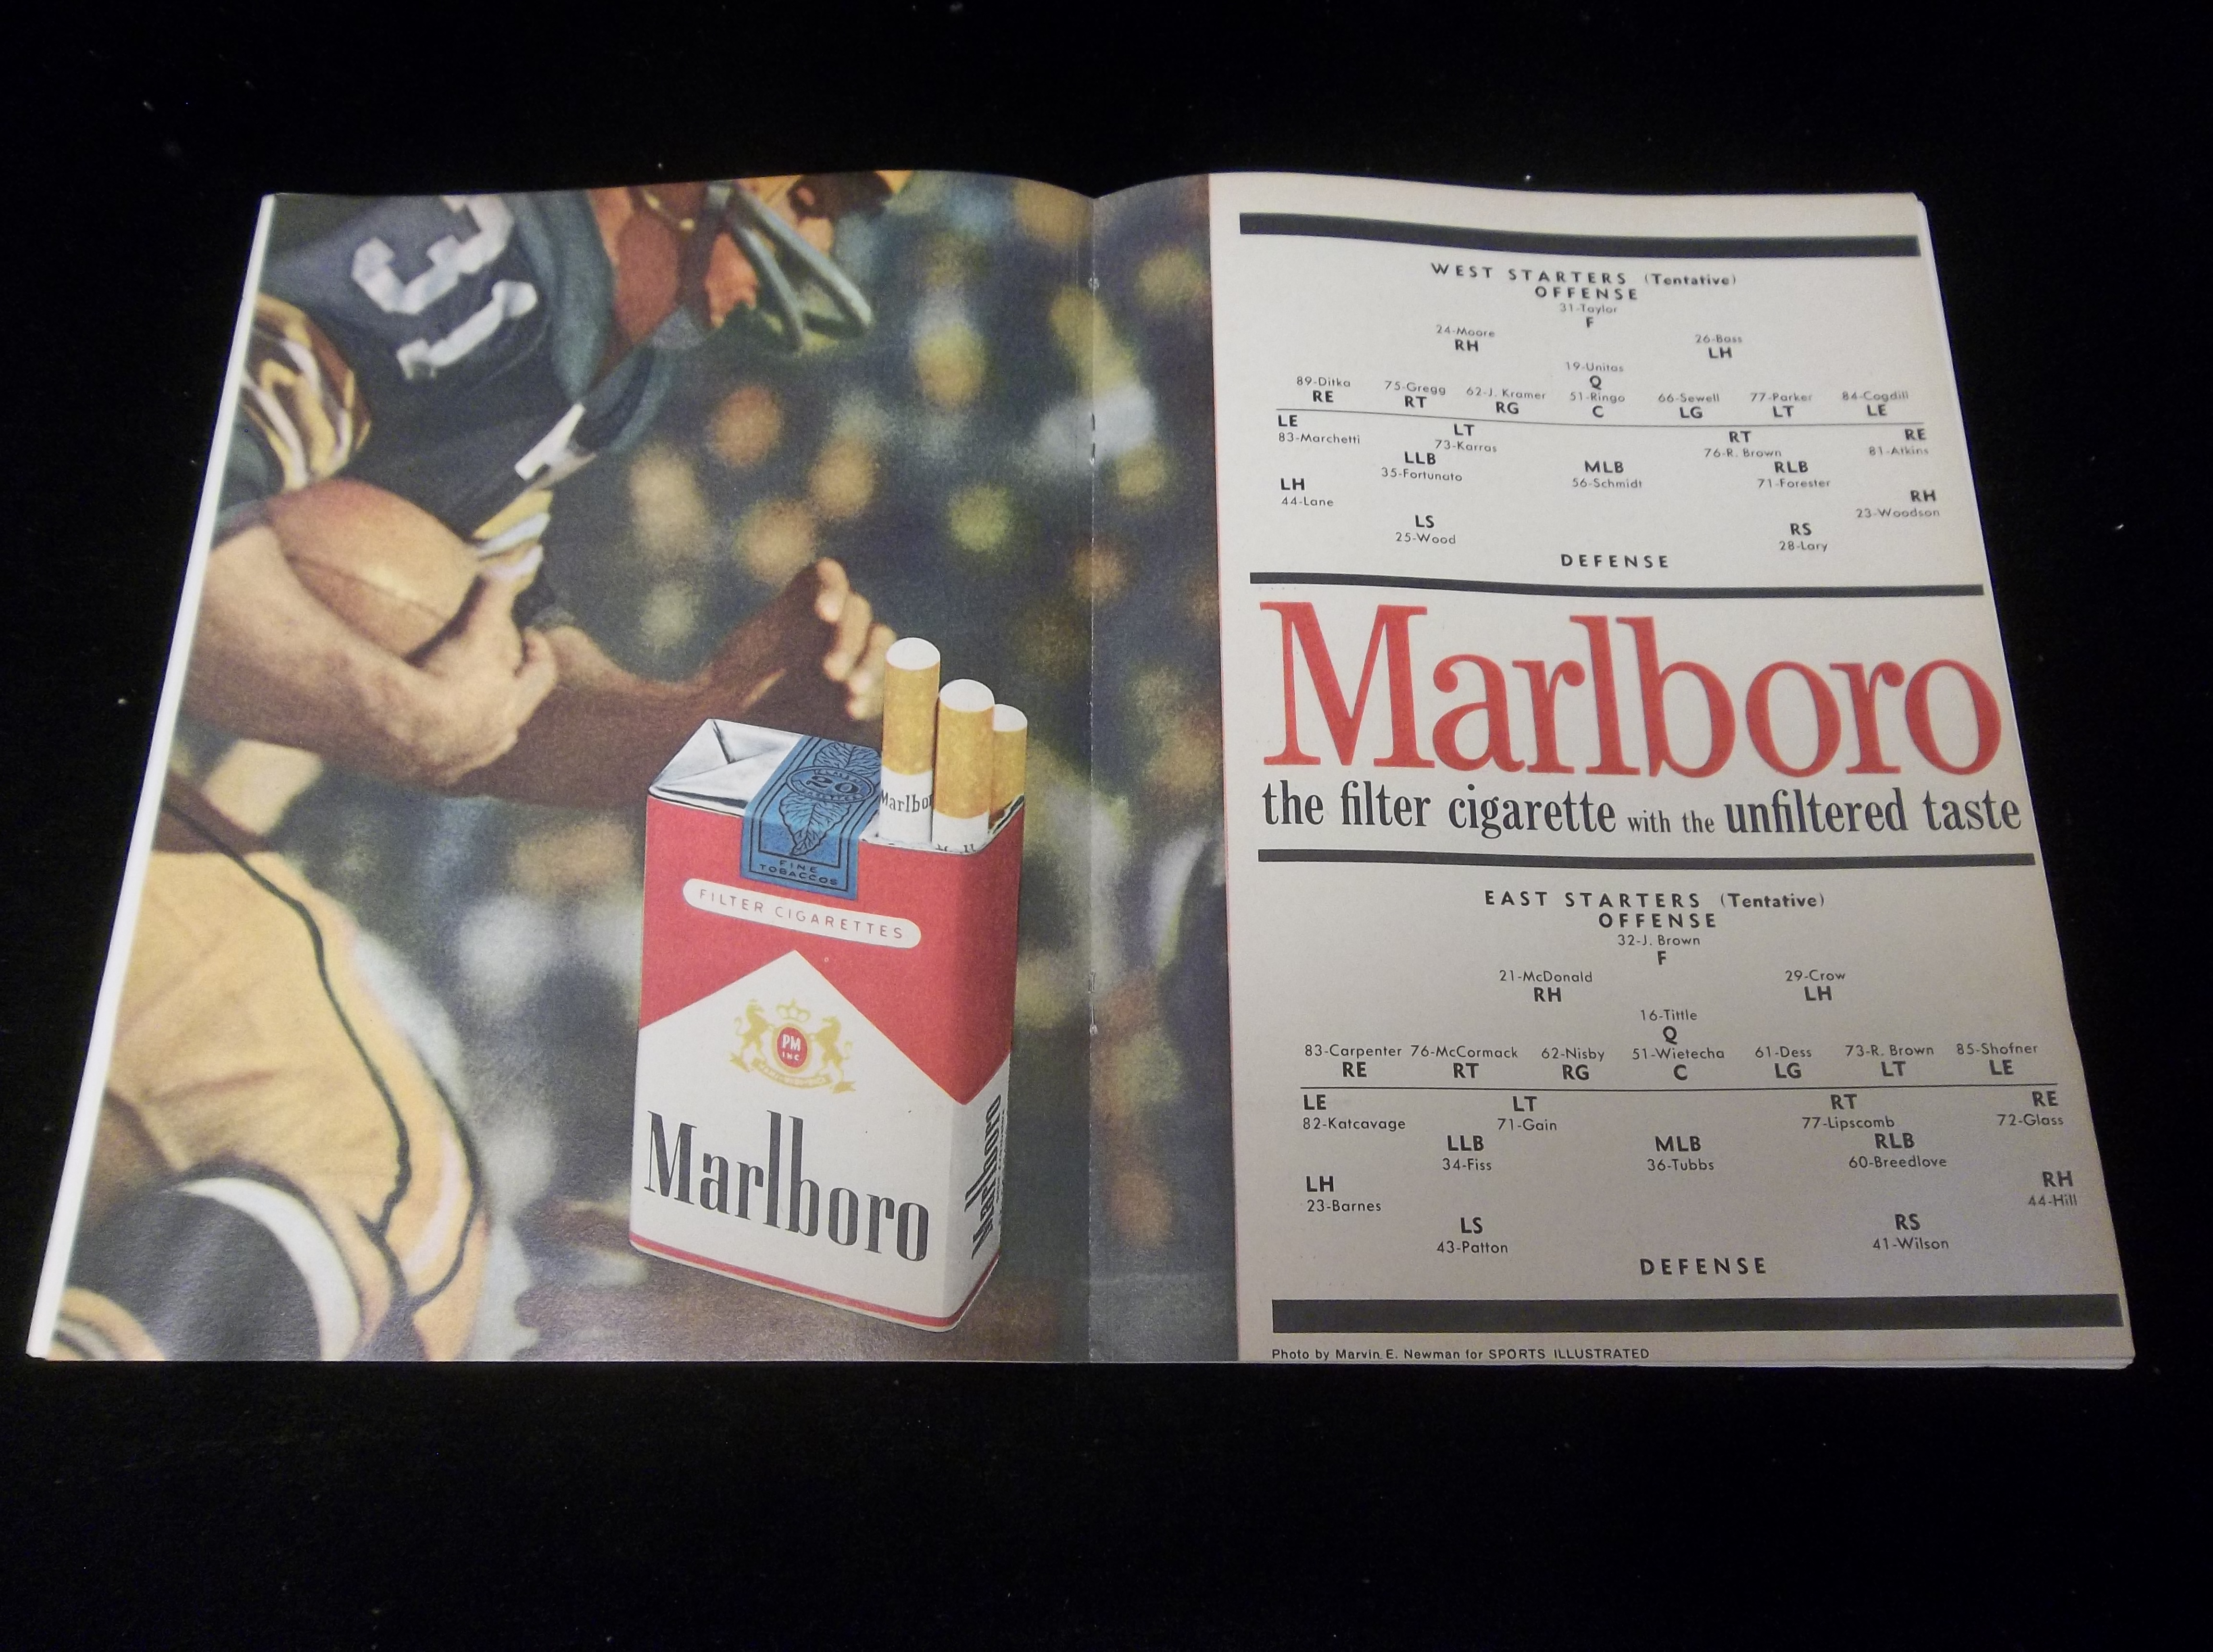 31
20
FINE
TOBACCOS
Marlboro
FILTER CIGARETTES
PM
INC
Marlboro
Marlboro
WEST STARTERS (Tentative)
OFFENSE
31-Taylor
F
24-Moore 26-Bass
RH LH
19-Unitas
Q
89-Ditka 75-Gregg 62-J. Kramer 51-Ringo 66-Sewell 77-Parker 84-Cogdill
RE RT RG C LG LT LE
LE LT RT RE
83-Marchetti 73-Karras 76-R. Brown 81-Atkins
LLB MLB RLB
35-Fortunato 56-Schmidt 71-Forester
LH RH
44-Lane 23-Woodson
LS RS
25-Wood 28-Lary
DEFENSE
Marlboro
the filter cigarette with the unfiltered taste
EAST STARTERS (Tentative)
OFFENSE
32-J. Brown
F
21-McDonald 29-Crow
RH LH
16-Tittle
Q
83-Carpenter 76-McCormack 62-Nisby 51-Wietecha 61-Dess 73-R. Brown 85-Shofner
RE RT RG C LG LT LE
LE LT RT RE
82-Katcavage 71-Gain 77-Lipscomb 72-Glass
LLB MLB RLB
34-Fiss 36-Tubbs 60-Breedlove
LH RH
23-Barnes 44-Hill
LS RS
43-Patton 41-Wilson
DEFENSE
Photo by Marvin E. Newman for SPORTS ILLUSTRATED